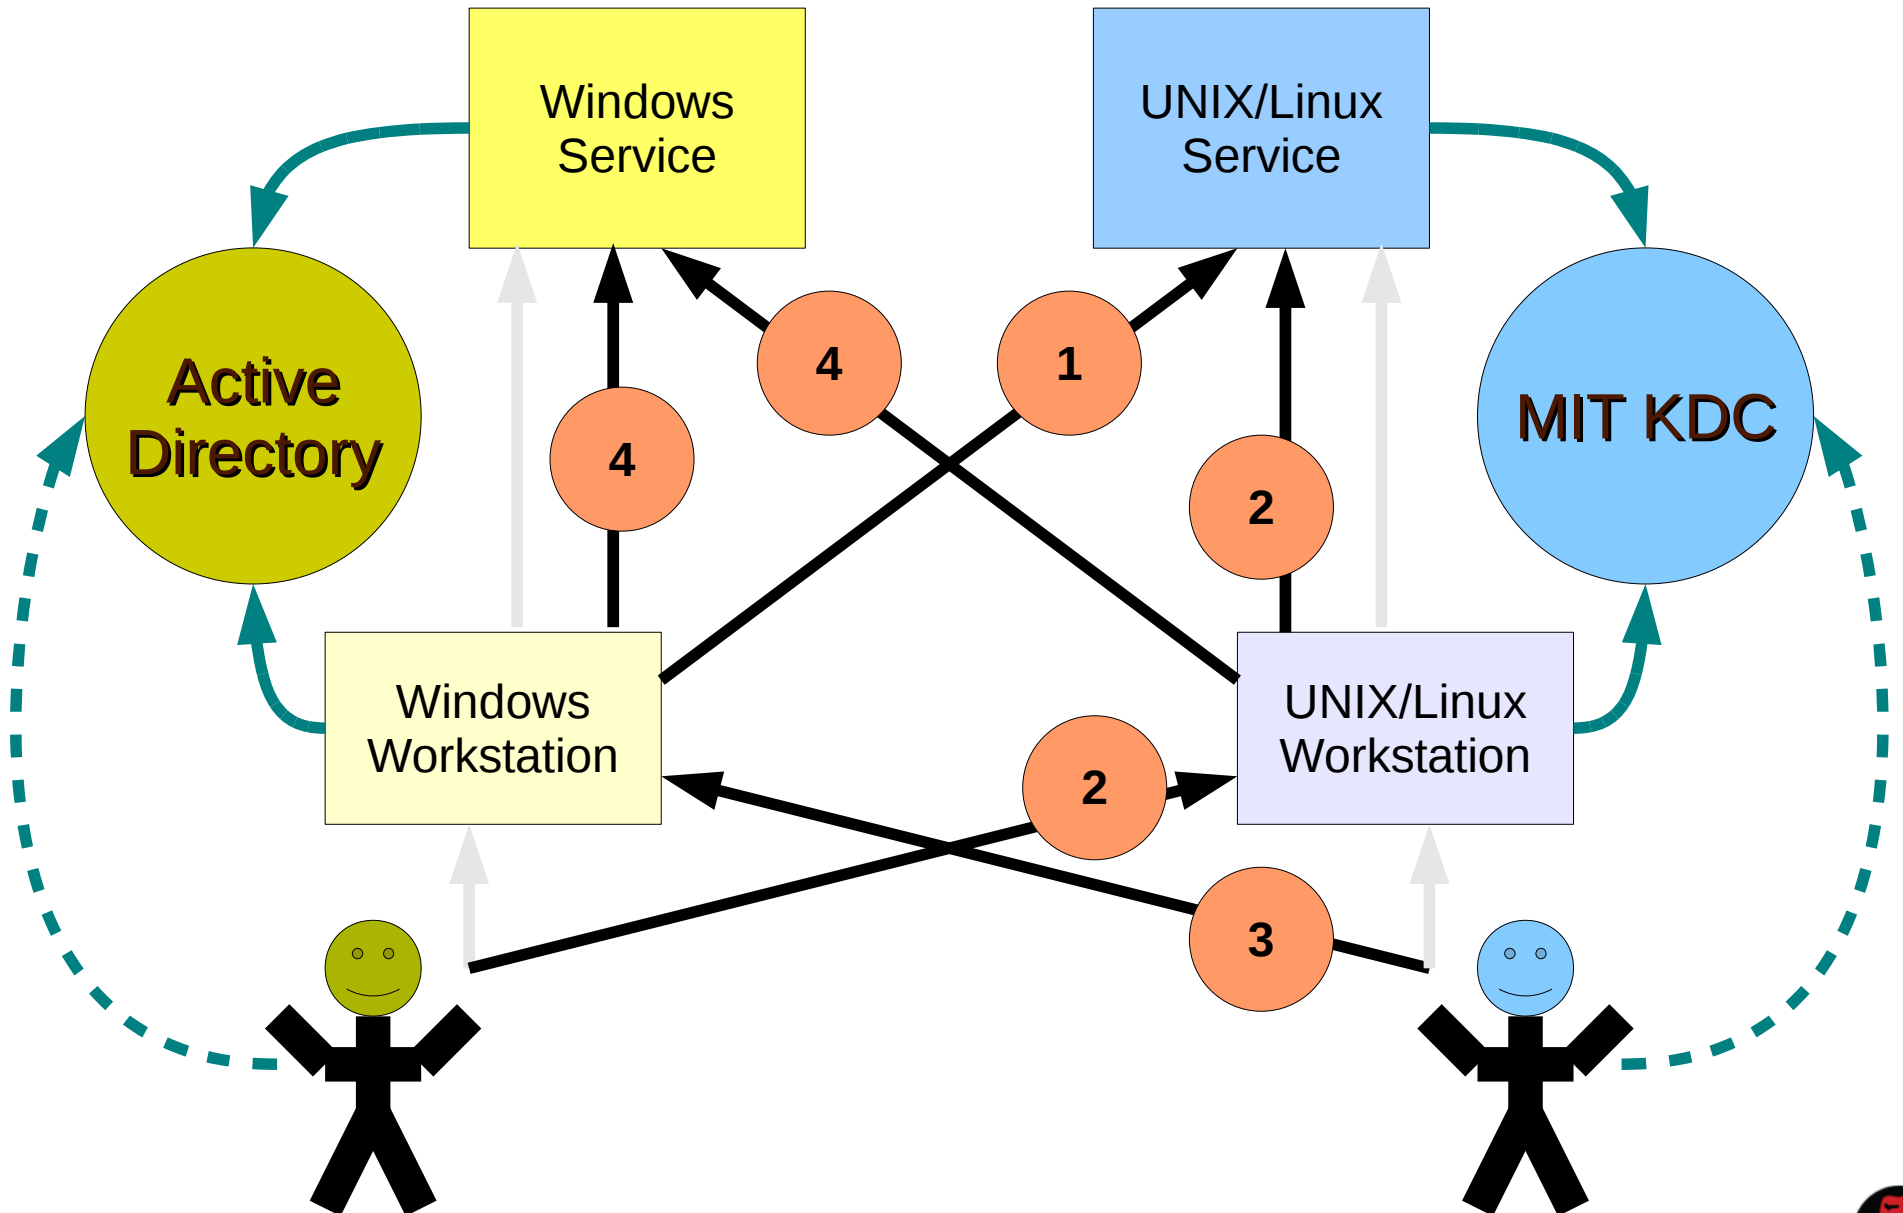 Windows
Service
UNIX/Linux
Service
4
1
Active
Directory
MIT KDC
4
2
Windows
Workstation
UNIX/Linux
Workstation
2
3